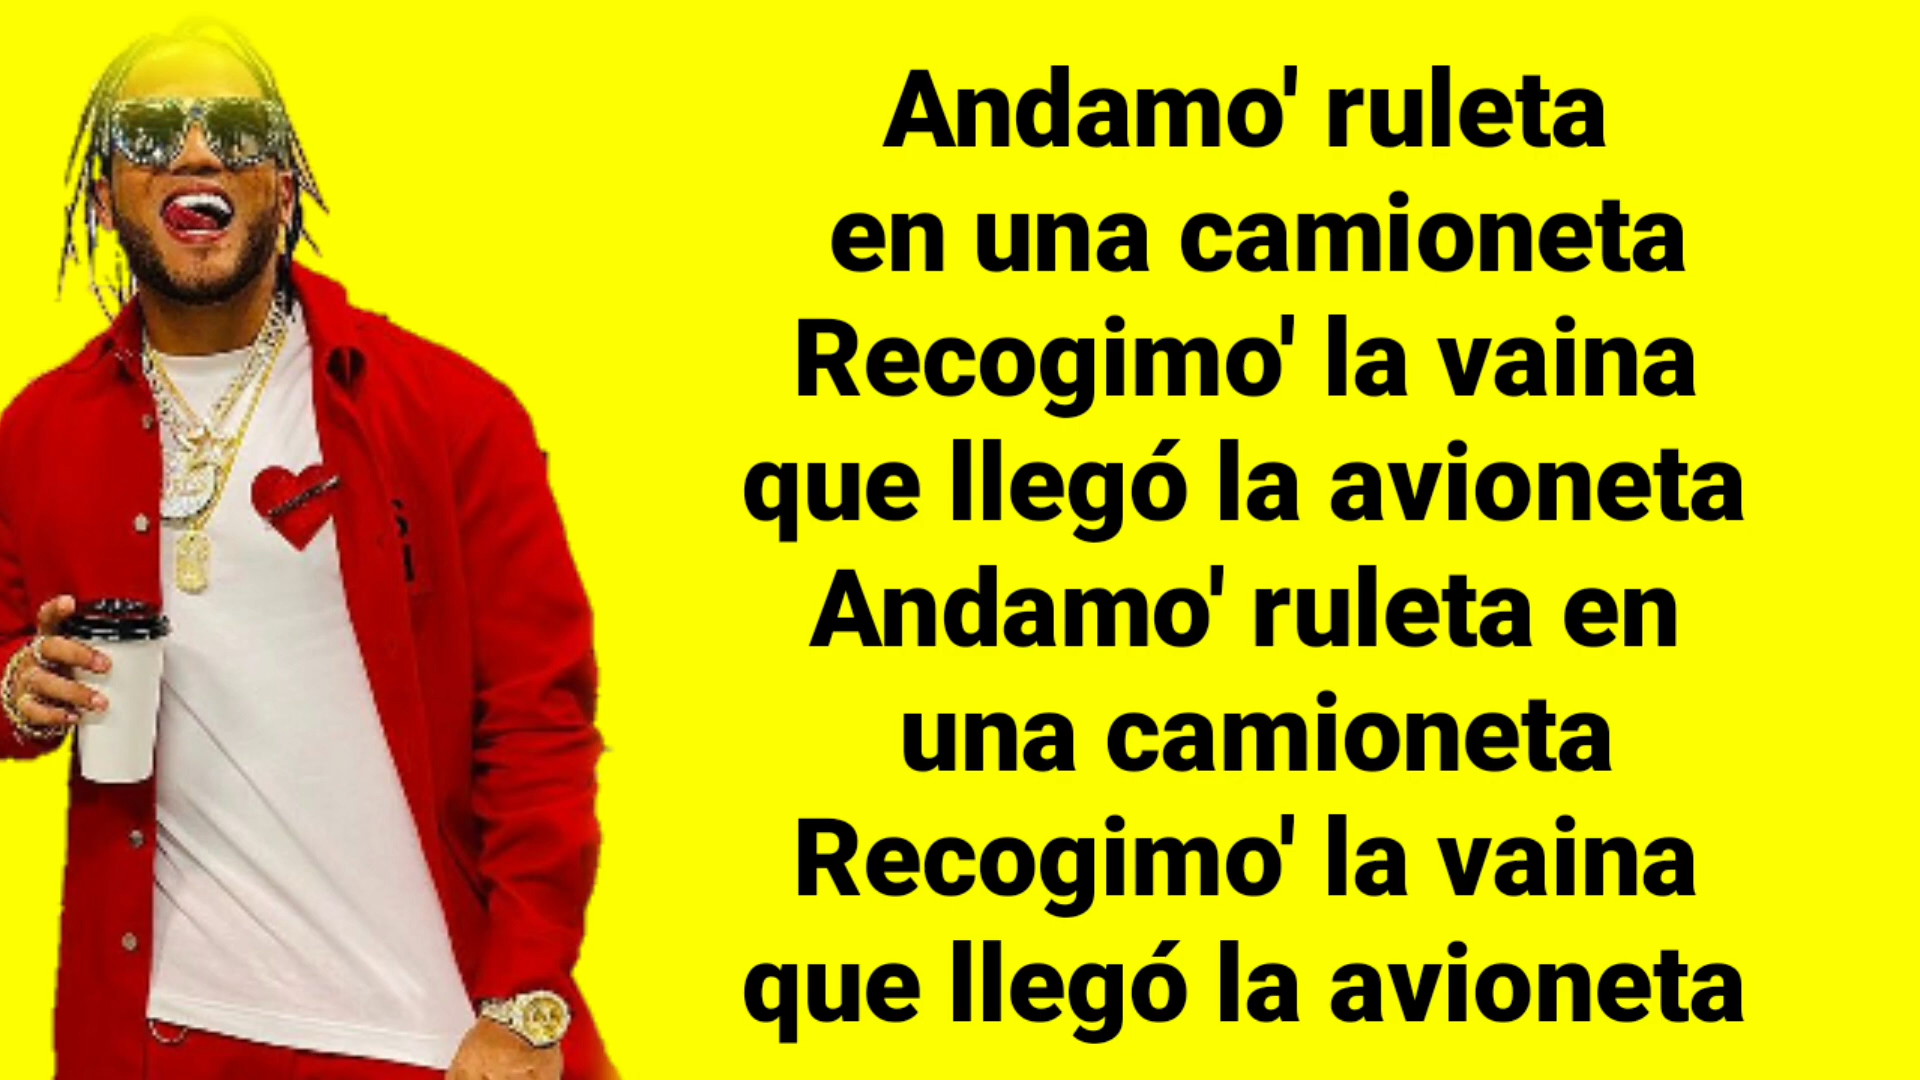 Andamo' ruleta
en una camioneta
Recogimo' la vaina
que llegó la avioneta
Andamo' ruleta en
una camioneta
Recogimo' la vaina
que llegó la avioneta